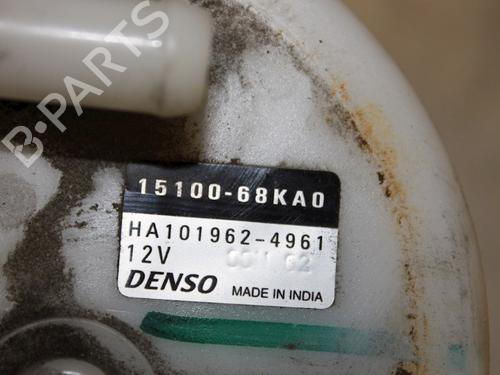 B-PARTS
15100-68KA0
HA101962-4961
12V
DENSO MADE IN INDIA